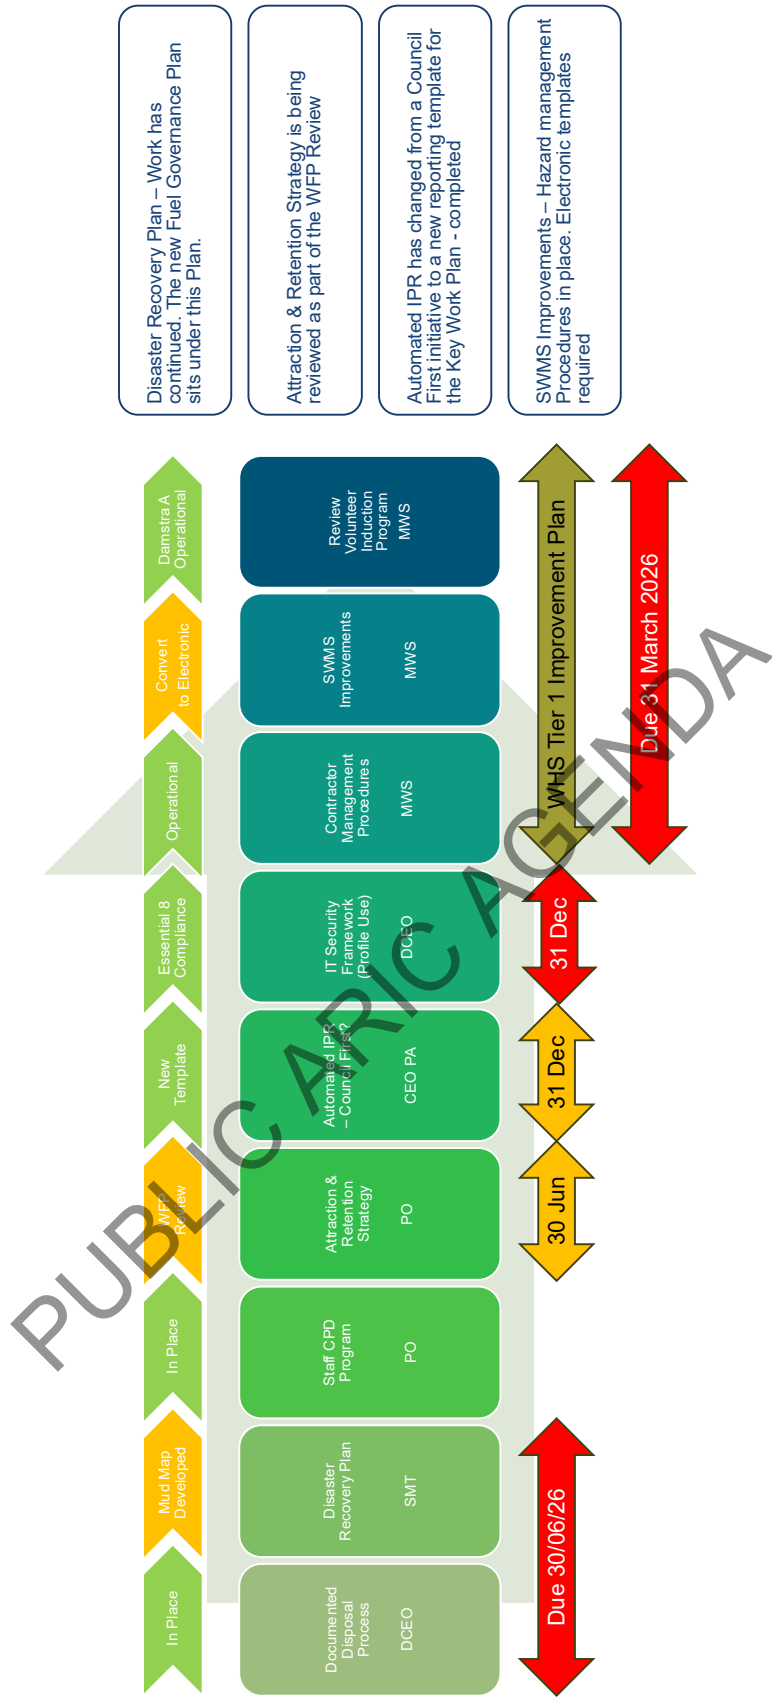 In Place
Mud Map
Developed
In Place
WFP
Review
New
Template
Essential 8
Compliance
Operational
Convert
to Electronic
Damstra A
Operational
Documented
Disposal
Process
DCEO
Disaster
Recovery Plan
SMT
Staff CPD
Program
PO
Attraction &
Retention
Strategy
PO
Automated IPR
– Council First?
CEO PA
IT Security
Framework
(Profile Use)
DCEO
Contractor
Management
Procedures
MWS
SWMS
Improvements
MWS
Review
Volunteer
Induction
Program
MWS
Due 30/06/26
30 Jun
31 Dec
31 Dec
WHS Tier 1 Improvement Plan
Due 31 March 2026
Disaster Recovery Plan – Work has
continued. The new Fuel Governance Plan
sits under this Plan.
Attraction & Retention Strategy is being
reviewed as part of the WFP Review
Automated IPR has changed from a Council
First initiative to a new reporting template for
the Key Work Plan - completed
SWMS Improvements – Hazard management
Procedures in place. Electronic templates
required
PUBLIC ARIC AGENDA